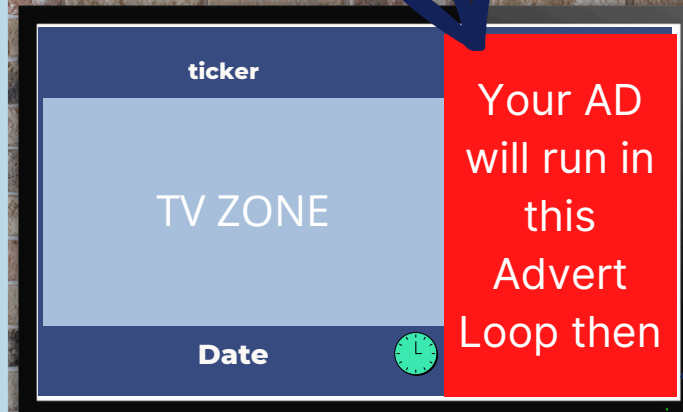 ticker
TV ZONE
Date
Your AD
will run in
this
Advert
Loop then